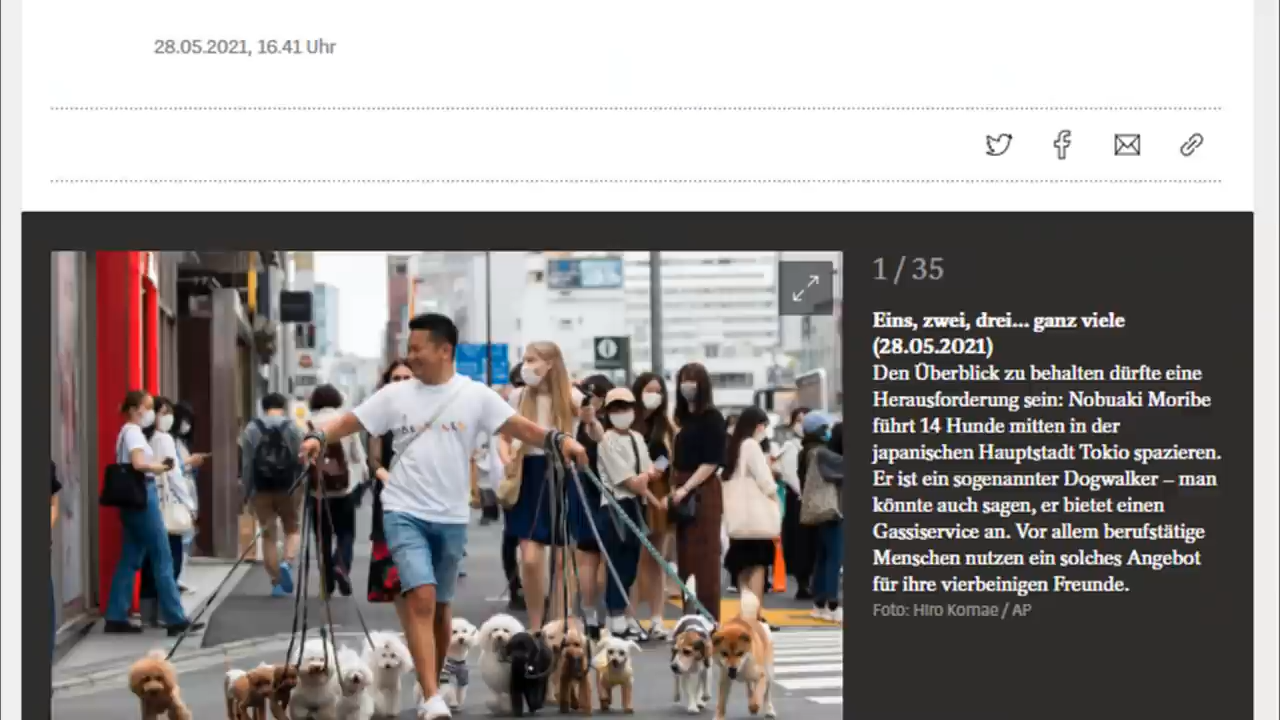 28.05.2021, 16.41 Uhr
1 / 35
Eins, zwei, drei... ganz viele
(28.05.2021)
Den Überblick zu behalten dürfte eine
Herausforderung sein: Nobuaki Moribe
führt 14 Hunde mitten in der
japanischen Hauptstadt Tokio spazieren.
Er ist ein sogenannter Dogwalker – man
könnte auch sagen, er bietet einen
Gassiservice an. Vor allem berufstätige
Menschen nutzen ein solches Angebot
für ihre vierbeinigen Freunde.
Foto: Hiro Komae / AP